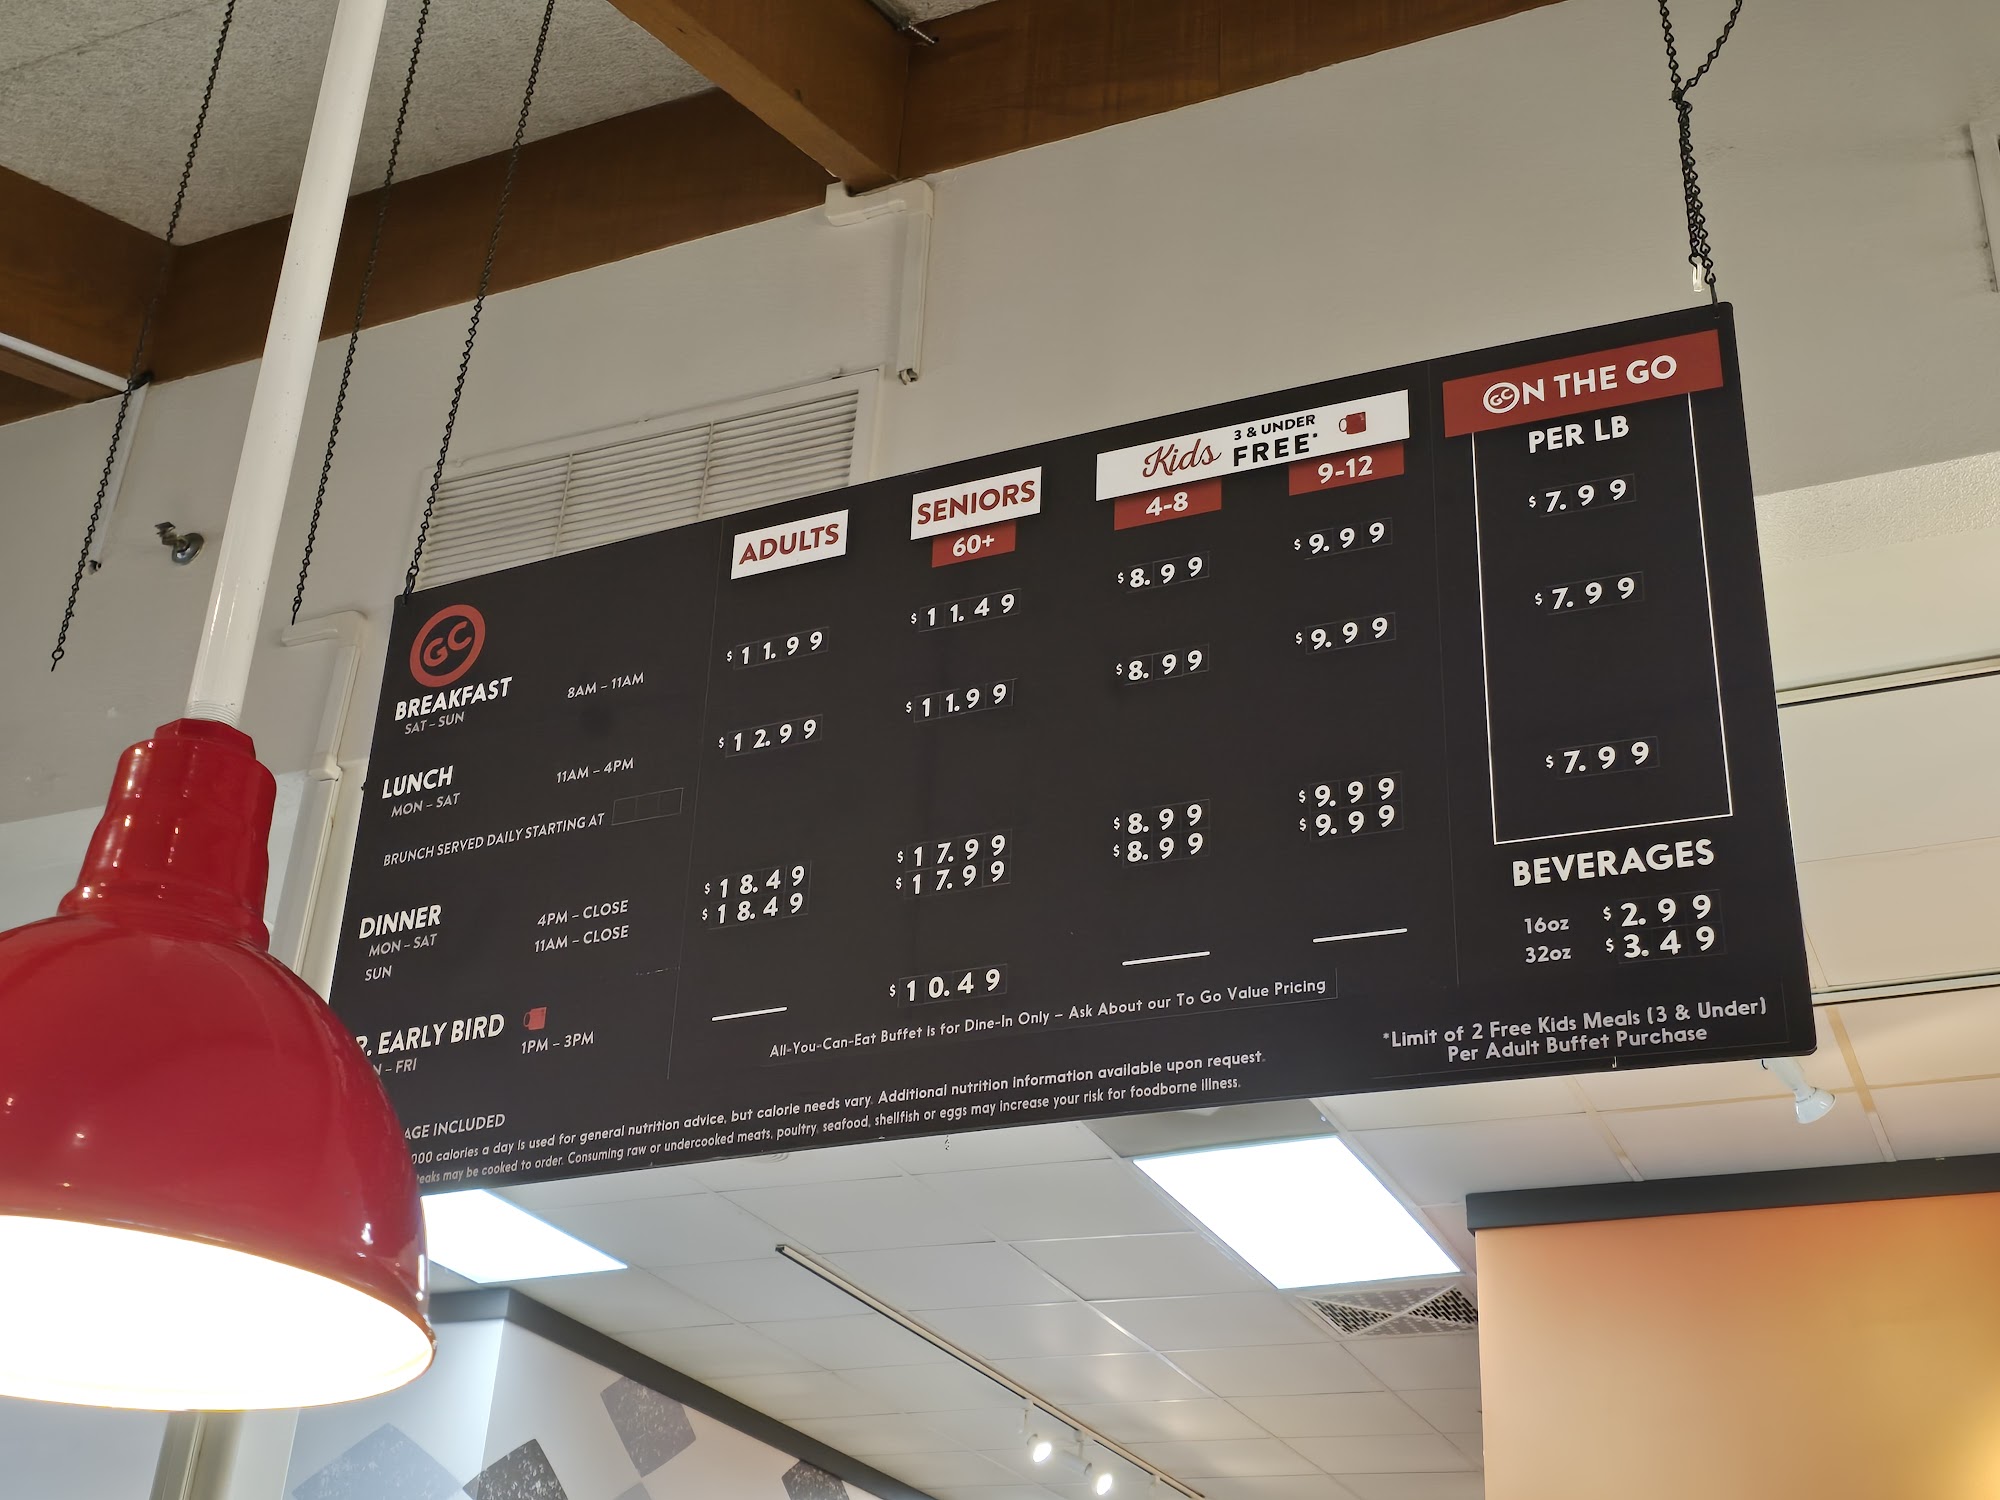 ADULTS
SENIORS
60+
Kids 3 & UNDER FREE*
4-8
9-12
GC
BREAKFAST 8AM – 11AM $11.99 $11.49 $8.99 $9.99
SAT – SUN
LUNCH 11AM – 4PM $12.99 $11.99 $8.99 $9.99
MON – SAT
BRUNCH SERVED DAILY STARTING AT
DINNER
MON – SAT 4PM – CLOSE $18.49 $17.99 $8.99 $9.99
SUN 11AM – CLOSE $18.49 $17.99 $8.99 $9.99
R. EARLY BIRD 1PM – 3PM $10.49
N – FRI
AGE INCLUDED
All-You-Can-Eat Buffet is for Dine-In Only – Ask About our To Go Value Pricing
000 calories a day is used for general nutrition advice, but calorie needs vary. Additional nutrition information available upon request.
eaks may be cooked to order. Consuming raw or undercooked meats, poultry, seafood, shellfish or eggs may increase your risk for foodborne illness.
GC ON THE GO
PER LB
$7.99
$7.99
$7.99
BEVERAGES
16oz $2.99
32oz $3.49
*Limit of 2 Free Kids Meals (3 & Under)
Per Adult Buffet Purchase